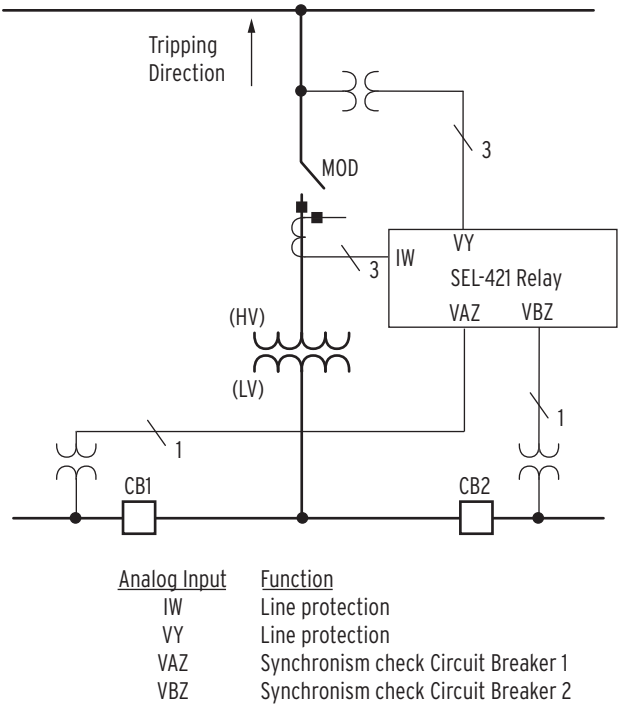 Tripping
Direction
3
MOD
3
IW
VY
SEL-421 Relay
VAZ VBZ
(HV)
(LV)
1
1
CB1
CB2
Analog Input Function
IW Line protection
VY Line protection
VAZ Synchronism check Circuit Breaker 1
VBZ Synchronism check Circuit Breaker 2